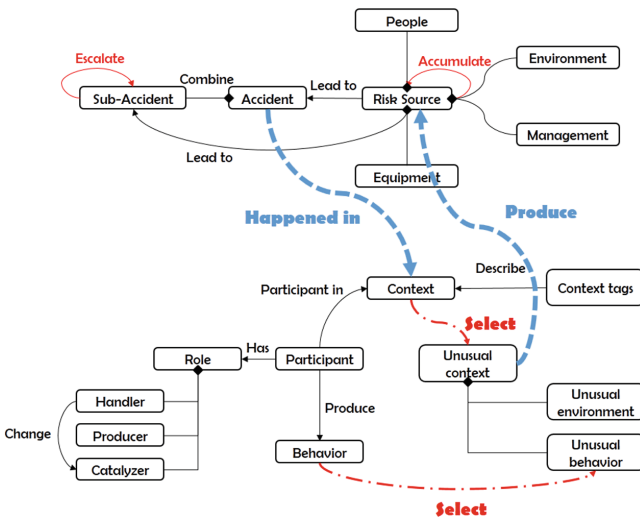 People
Escalate
Accumulate
Environment
Combine
Lead to
Sub-Accident
Accident
Risk Source
Management
Lead to
Equipment
Happened in
Produce
Describe
Participant in
Context
Context tags
Select
Has
Role
Participant
Unusual
context
Handler
Unusual
environment
Produce
Change
Producer
Behavior
Unusual
behavior
Catalyzer
Select